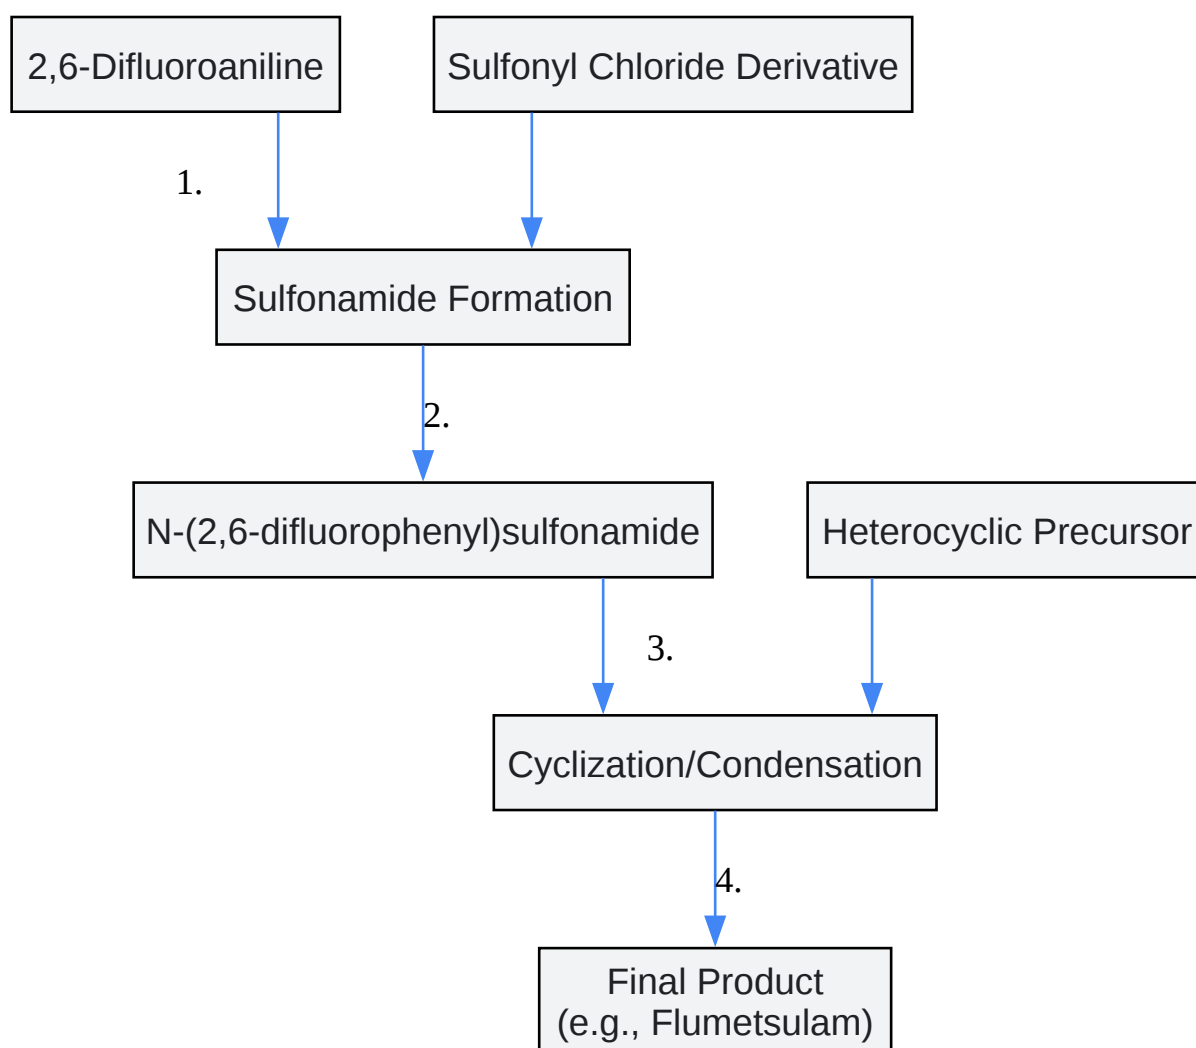 2,6-Difluoroaniline
Sulfonyl Chloride Derivative
1.
Sulfonamide Formation
2.
N-(2,6-difluorophenyl)sulfonamide
Heterocyclic Precursor
3.
Cyclization/Condensation
4.
Final Product
(e.g., Flumetsulam)